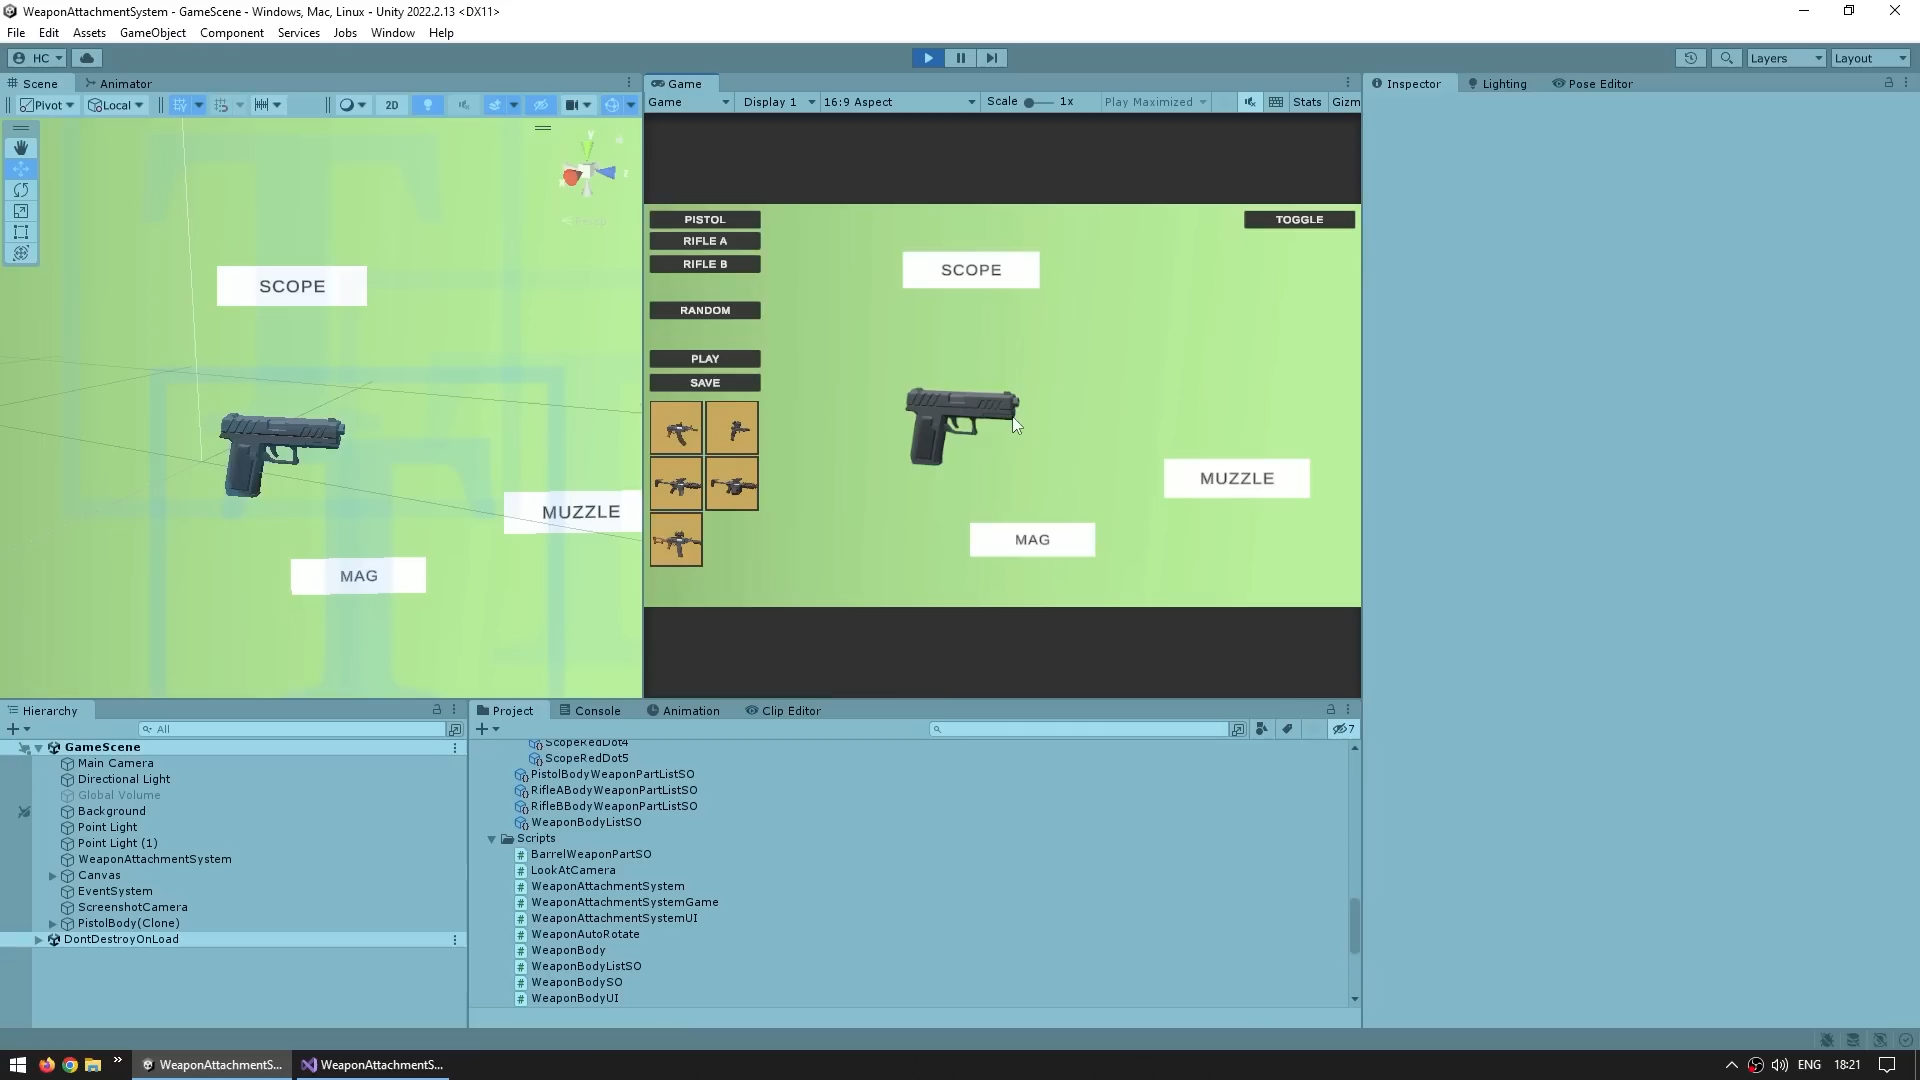 WeaponAttachmentSystem - GameScene - Windows, Mac, Linux - Unity 2022.2.13 <DX11>
File Edit Assets GameObject Component Services Jobs Window Help
HC Layers Layout
Scene Animator Game Inspector Lighting Pose Editor
Pivot Local 2D Game Display 1 16:9 Aspect Scale 1x Play Maximized Stats Gizm
y
z
Persp
SCOPE
MUZZLE
MAG
PISTOL
RIFLE A
RIFLE B
RANDOM
PLAY
SAVE
TOGGLE
SCOPE
MUZZLE
MAG
Hierarchy
All
GameScene
Main Camera
Directional Light
Global Volume
Background
Point Light
Point Light (1)
WeaponAttachmentSystem
Canvas
EventSystem
ScreenshotCamera
PistolBody(Clone)
DontDestroyOnLoad
Project Console Animation Clip Editor
7
ScopeRedDot4
ScopeRedDot5
PistolBodyWeaponPartListSO
RifleABodyWeaponPartListSO
RifleBBodyWeaponPartListSO
WeaponBodyListSO
Scripts
BarrelWeaponPartSO
LookAtCamera
WeaponAttachmentSystem
WeaponAttachmentSystemGame
WeaponAttachmentSystemUI
WeaponAutoRotate
WeaponBody
WeaponBodyListSO
WeaponBodySO
WeaponBodyUI
WeaponAttachmentS... WeaponAttachmentS... ENG 18:21